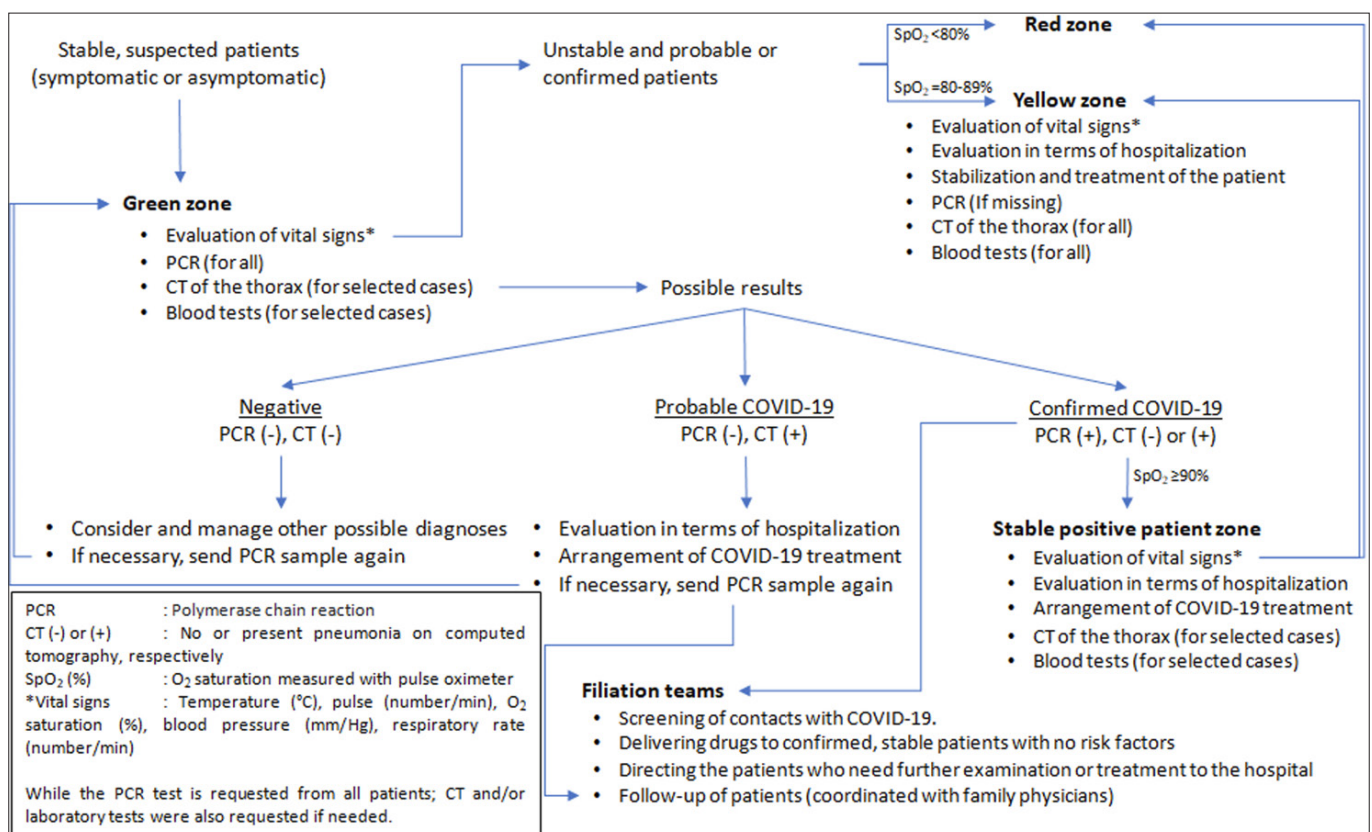 Stable, suspected patients
(symptomatic or asymptomatic)
Unstable and probable or
confirmed patients
SpO₂ <80%
Red zone
SpO₂ =80-89%
Yellow zone
• Evaluation of vital signs*
• Evaluation in terms of hospitalization
• Stabilization and treatment of the patient
• PCR (If missing)
• CT of the thorax (for all)
• Blood tests (for all)
Green zone
• Evaluation of vital signs*
• PCR (for all)
• CT of the thorax (for selected cases)
• Blood tests (for selected cases)
Possible results
Negative
PCR (-), CT (-)
Probable COVID-19
PCR (-), CT (+)
Confirmed COVID-19
PCR (+), CT (-) or (+)
SpO₂ ≥90%
• Consider and manage other possible diagnoses
• If necessary, send PCR sample again
• Evaluation in terms of hospitalization
• Arrangement of COVID-19 treatment
• If necessary, send PCR sample again
Stable positive patient zone
• Evaluation of vital signs*
• Evaluation in terms of hospitalization
• Arrangement of COVID-19 treatment
• CT of the thorax (for selected cases)
• Blood tests (for selected cases)
Filiation teams
• Screening of contacts with COVID-19.
• Delivering drugs to confirmed, stable patients with no risk factors
• Directing the patients who need further examination or treatment to the hospital
• Follow-up of patients (coordinated with family physicians)
PCR : Polymerase chain reaction
CT (-) or (+) : No or present pneumonia on computed
tomography, respectively
SpO₂ (%) : O₂ saturation measured with pulse oximeter
*Vital signs : Temperature (°C), pulse (number/min), O₂
saturation (%), blood pressure (mm/Hg), respiratory rate
(number/min)
While the PCR test is requested from all patients; CT and/or
laboratory tests were also requested if needed.